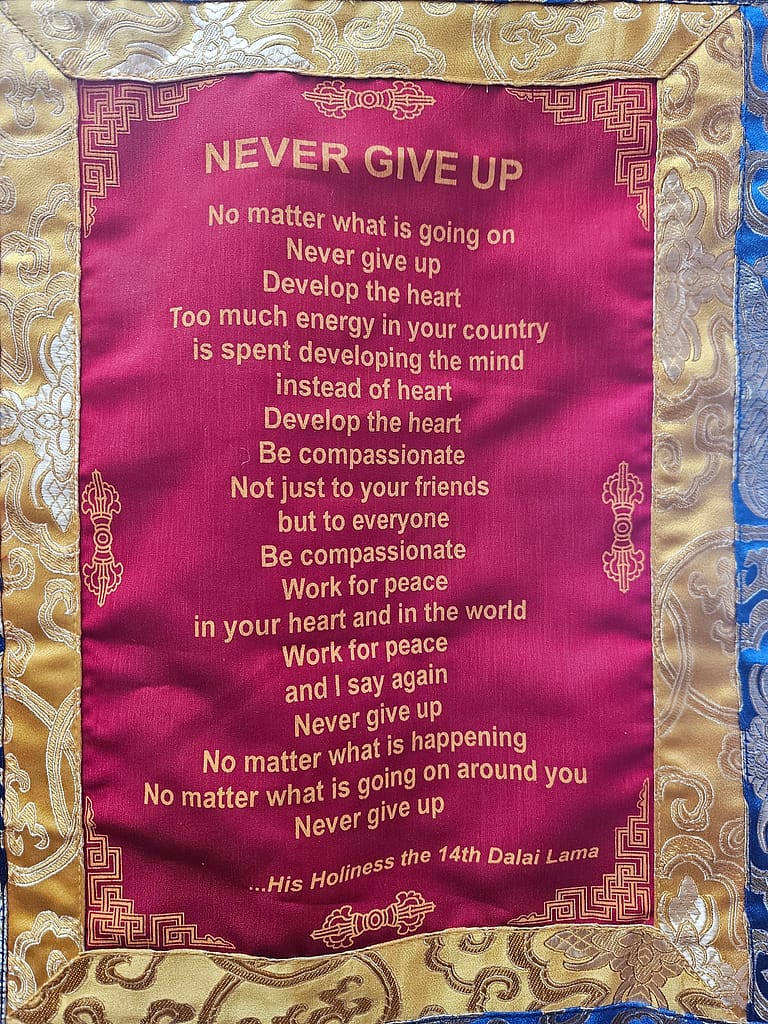 NEVER GIVE UP
No matter what is going on
Never give up
Develop the heart
Too much energy in your country
is spent developing the mind
instead of heart
Develop the heart
Be compassionate
Not just to your friends
but to everyone
Be compassionate
Work for peace
in your heart and in the world
Work for peace
and I say again
Never give up
No matter what is happening
No matter what is going on around you
Never give up
...His Holiness the 14th Dalai Lama